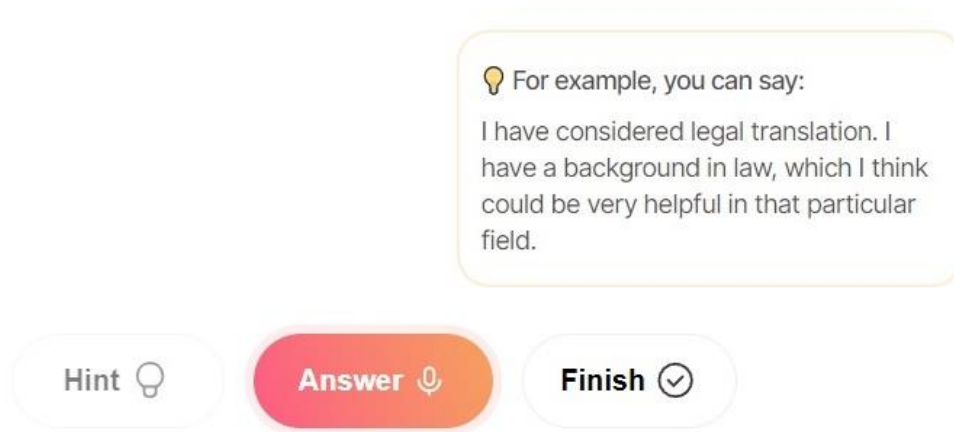 For example, you can say:
I have considered legal translation. I
have a background in law, which I think
could be very helpful in that particular
field.
Hint
Answer
Finish